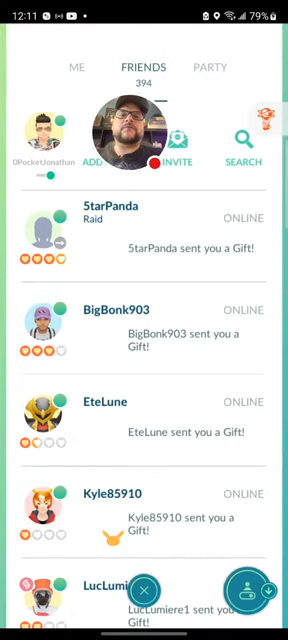 12:11
79%
ME
FRIENDS
PARTY
394
0PocketJonathan
ADD
INVITE
SEARCH
5tarPanda
Raid
ONLINE
5tarPanda sent you a Gift!
BigBonk903
ONLINE
BigBonk903 sent you a
Gift!
EteLune
ONLINE
EteLune sent you a Gift!
Kyle85910
ONLINE
Kyle85910 sent you a
Gift!
LucLumi
LucLumiere1 sent you
Gift!